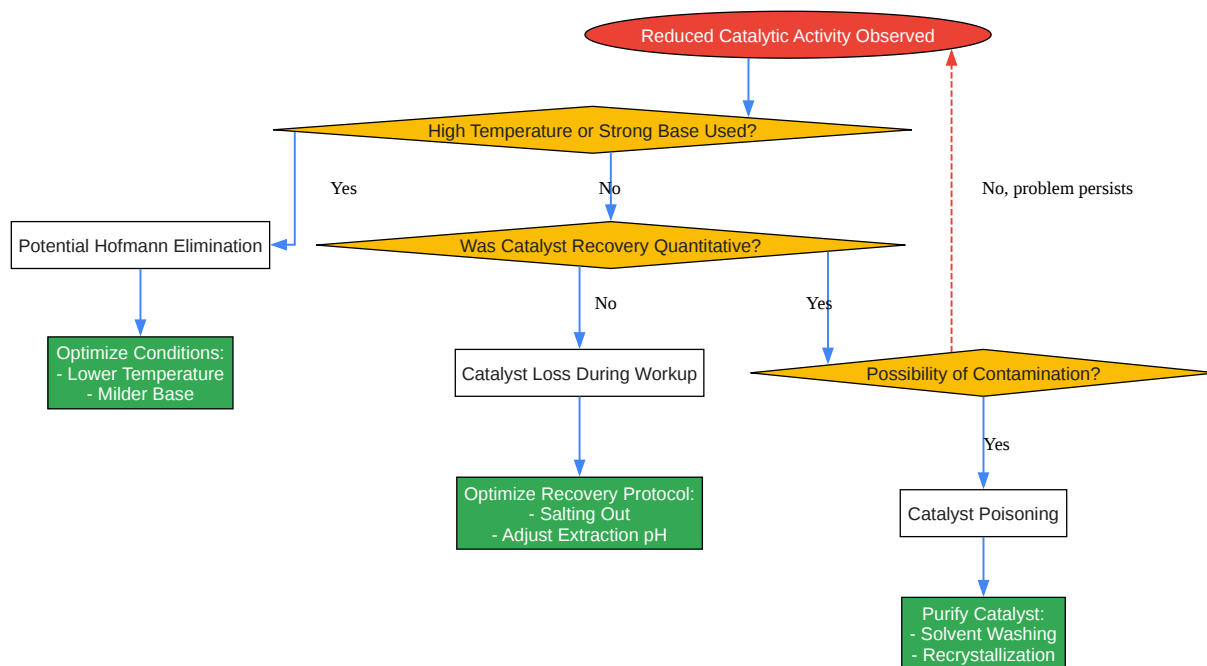 Reduced Catalytic Activity Observed
High Temperature or Strong Base Used?
Yes
No
No, problem persists
Potential Hofmann Elimination
Was Catalyst Recovery Quantitative?
No
Yes
Optimize Conditions:
- Lower Temperature
- Milder Base
Catalyst Loss During Workup
Possibility of Contamination?
Yes
Optimize Recovery Protocol:
- Salting Out
- Adjust Extraction pH
Catalyst Poisoning
Purify Catalyst:
- Solvent Washing
- Recrystallization